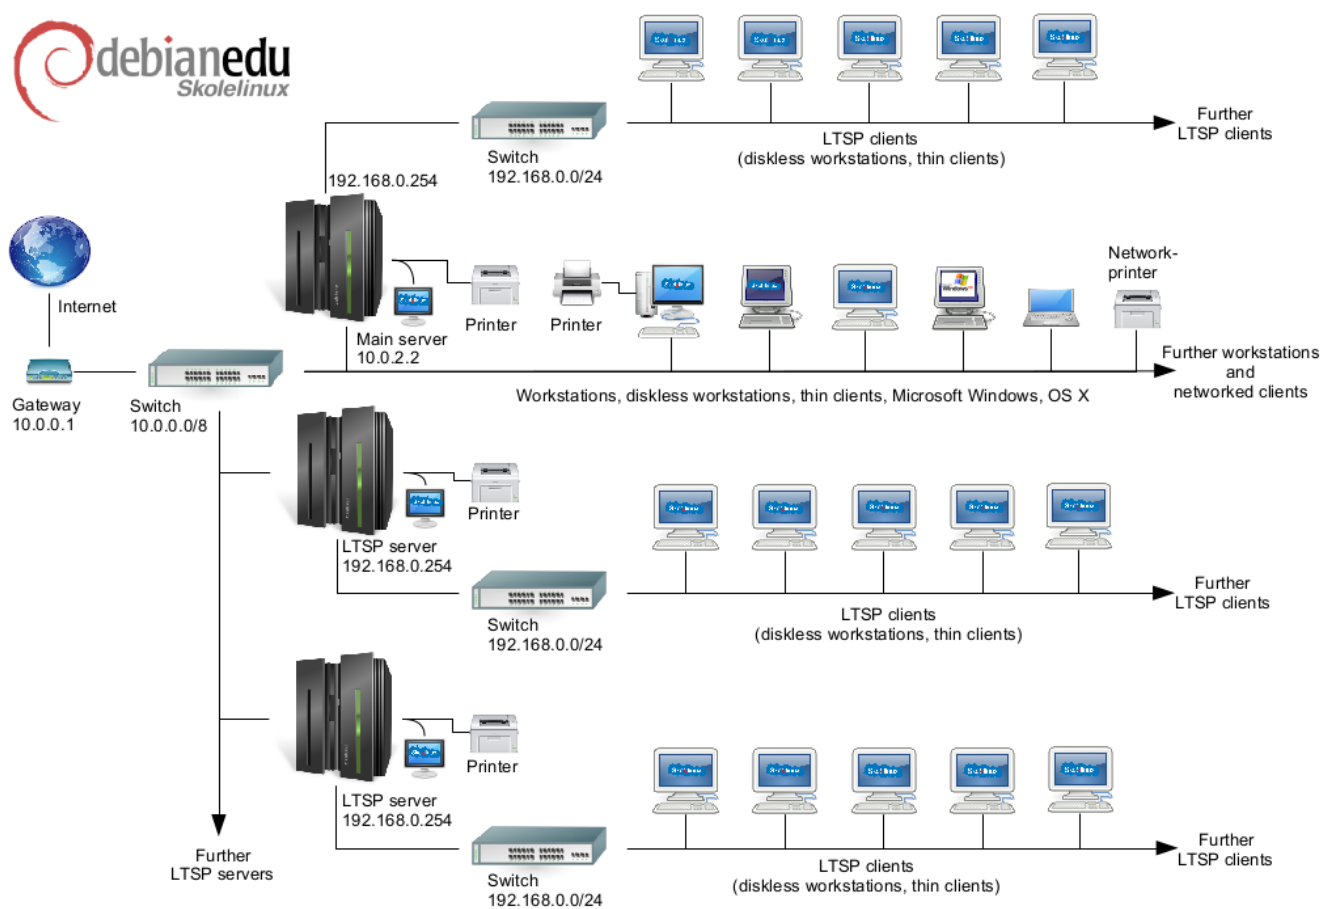 debianedu
Skolelinux
Further
LTSP clients
LTSP clients
(diskless workstations, thin clients)
Switch
192.168.0.0/24
192.168.0.254
Internet
Printer
Printer
Network-
printer
Main server
10.0.2.2
Further workstations
and
networked clients
Workstations, diskless workstations, thin clients, Microsoft Windows, OS X
Gateway
10.0.0.1
Switch
10.0.0.0/8
Printer
LTSP server
192.168.0.254
Further
LTSP clients
LTSP clients
(diskless workstations, thin clients)
Switch
192.168.0.0/24
Printer
LTSP server
192.168.0.254
Further
LTSP servers
Further
LTSP clients
LTSP clients
(diskless workstations, thin clients)
Switch
192.168.0.0/24